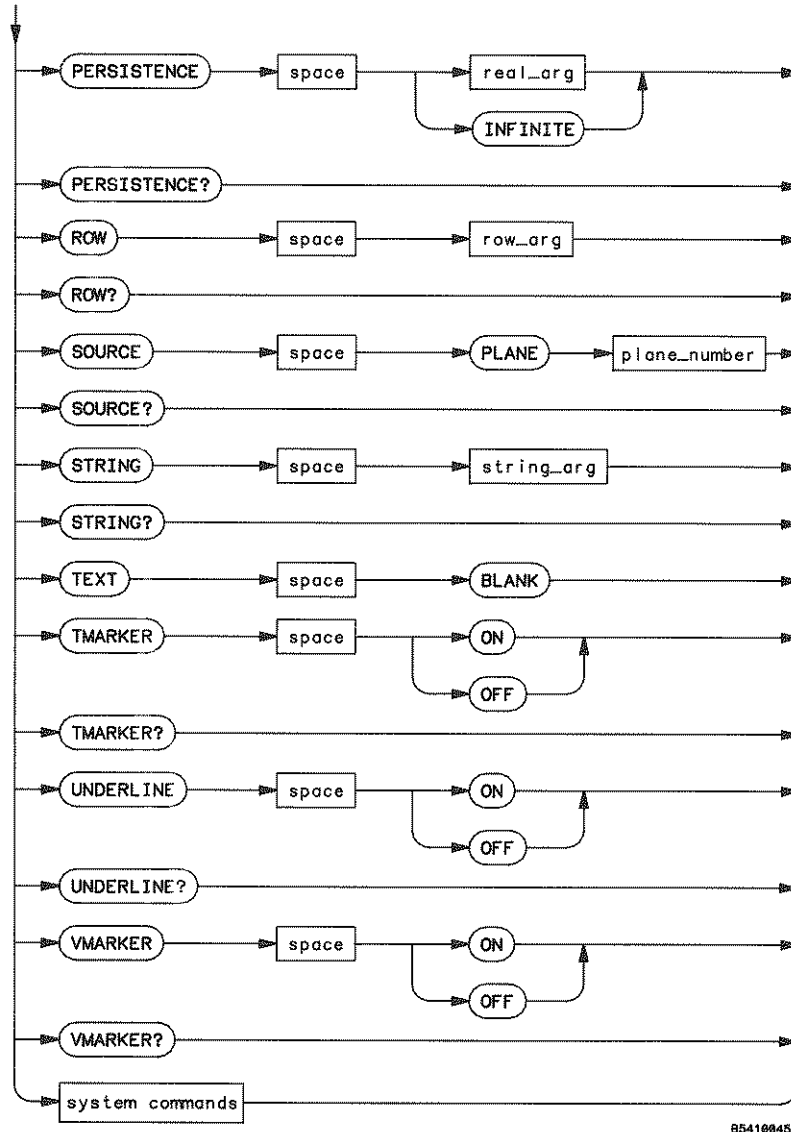 PERSISTENCE space real_arg
INFINITE
PERSISTENCE?
ROW space row_arg
ROW?
SOURCE space PLANE plane_number
SOURCE?
STRING space string_arg
STRING?
TEXT space BLANK
TMARKER space ON
OFF
TMARKER?
UNDERLINE space ON
OFF
UNDERLINE?
VMARKER space ON
OFF
VMARKER?
system commands
85410045